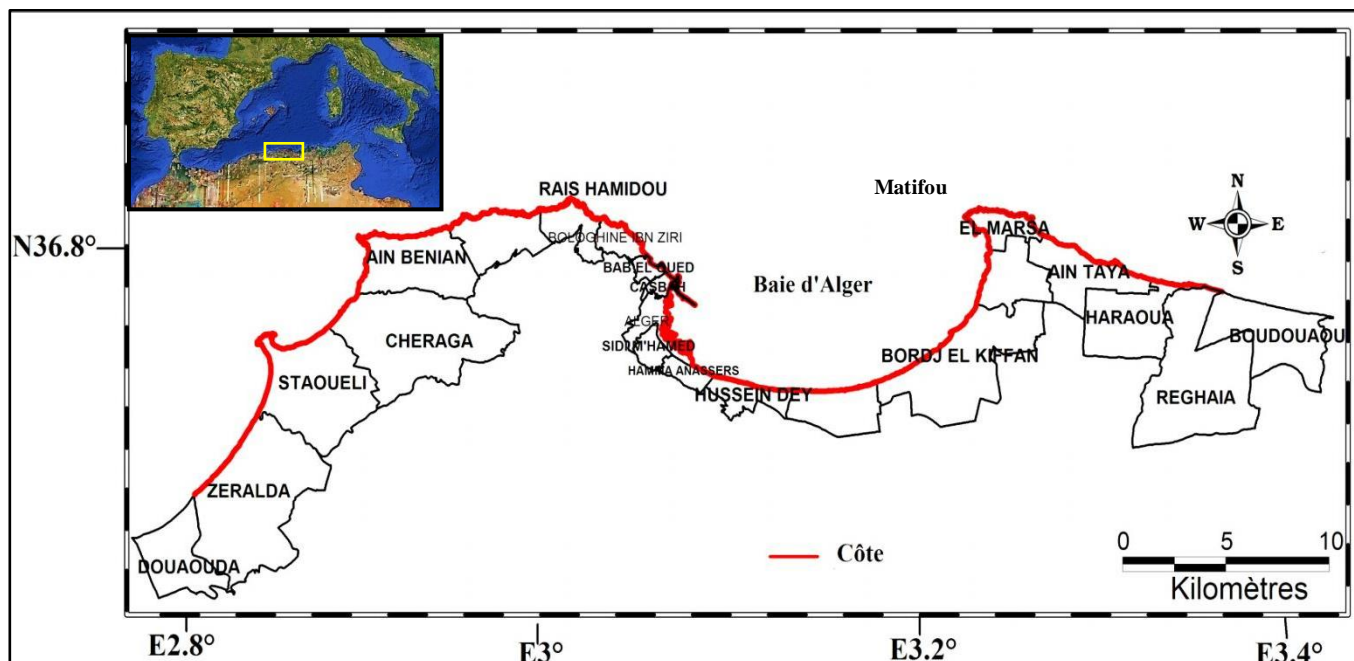 RAIS HAMIDOU
Matifou
N
W
E
S
N36.8°
EL MARSA
BOLOGHINE IBN ZIRI
AIN BENIAN
BAB EL OUED
AIN TAYA
Baie d'Alger
CASBAH
HARAOUA
ALGER
BOUDOUAOU
CHERAGA
SIDI M'HAMED
BORDJ EL KIFFAN
HAMMA ANASSERS
STAOUELI
HUSSEIN DEY
REGHAIA
ZERALDA
Côte
0 5 10
Kilomètres
DOUAOUDA
E2.8°
E3°
E3.2°
E3.4°